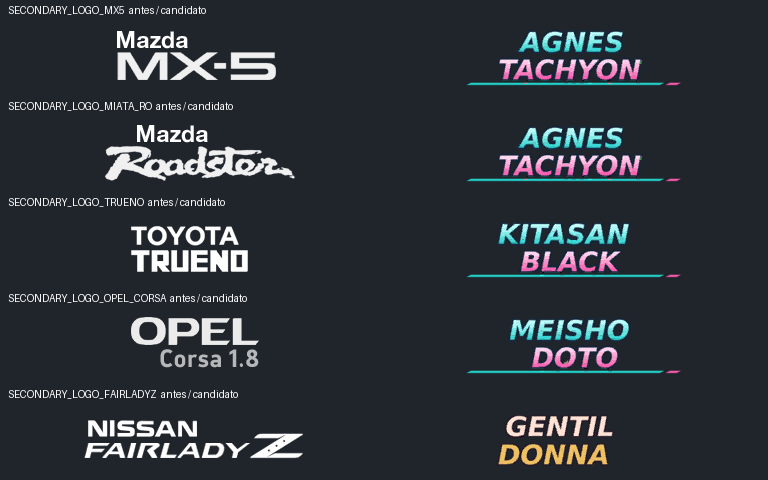 SECONDARY_LOGO_MX5 antes/candidato
Mazda
MX-5
AGNES
TACHYON
SECONDARY_LOGO_MIATA_RO antes/candidato
Mazda
Roadster
AGNES
TACHYON
SECONDARY_LOGO_TRUENO antes/candidato
TOYOTA
TRUENO
KITASAN
BLACK
SECONDARY_LOGO_OPEL_CORSA antes/candidato
OPEL
Corsa 1.8
MEISHO
DOTO
SECONDARY_LOGO_FAIRLADYZ antes/candidato
NISSAN
FAIRLADY Z
GENTIL
DONNA